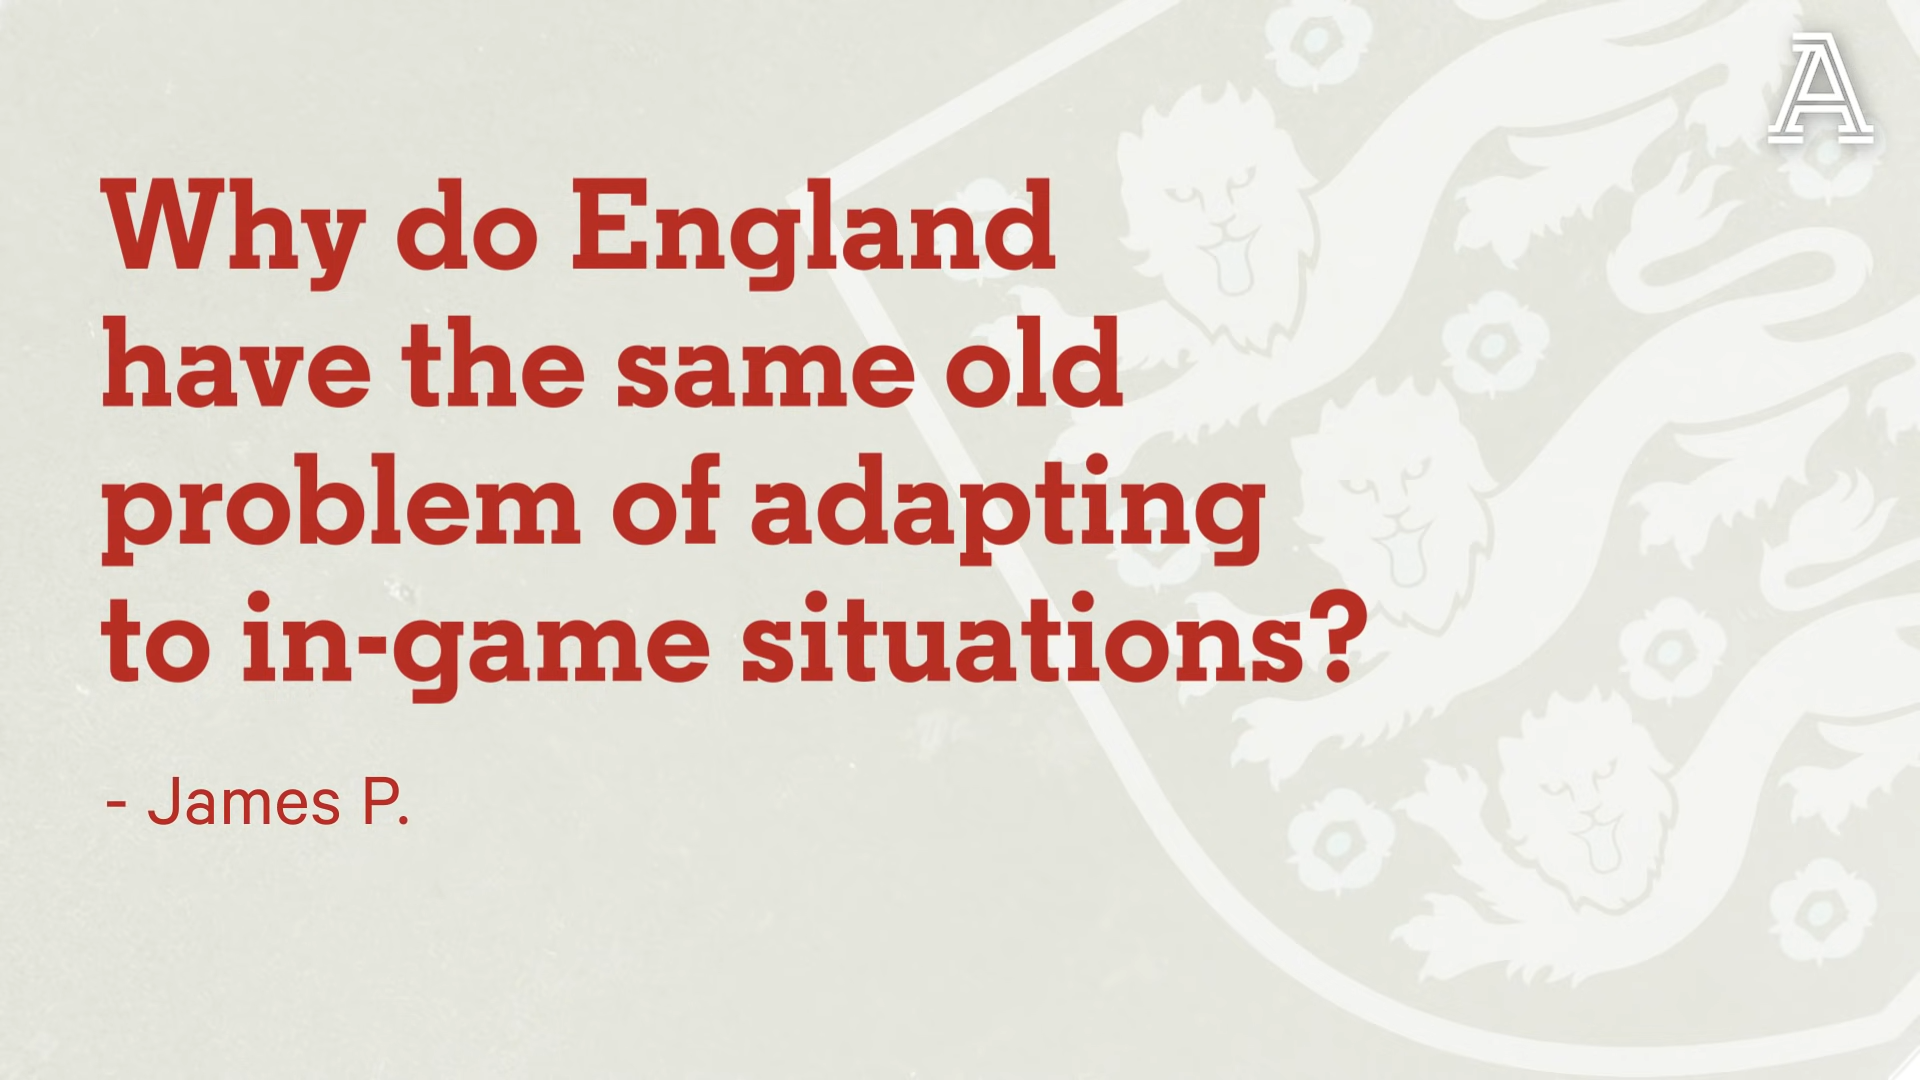 A
Why do England
have the same old
problem of adapting
to in-game situations?
- James P.